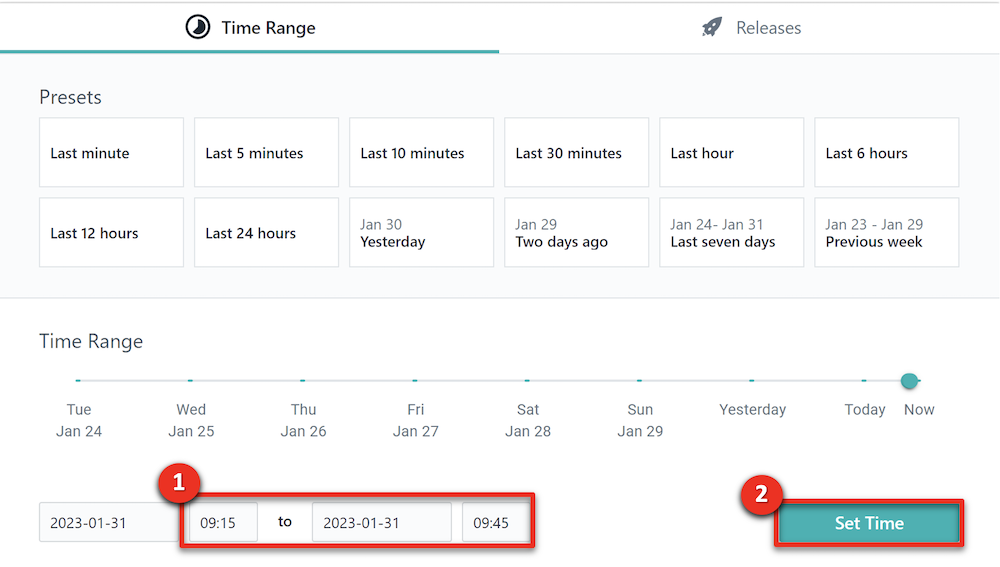 Time Range
Releases
Presets
Last minute
Last 5 minutes
Last 10 minutes
Last 30 minutes
Last hour
Last 6 hours
Last 12 hours
Last 24 hours
Jan 30
Yesterday
Jan 29
Two days ago
Jan 24- Jan 31
Last seven days
Jan 23 - Jan 29
Previous week
Time Range
Tue
Jan 24
Wed
Jan 25
Thu
Jan 26
Fri
Jan 27
Sat
Jan 28
Sun
Jan 29
Yesterday
Today
Now
1
2023-01-31
09:15
to
2023-01-31
09:45
2
Set Time